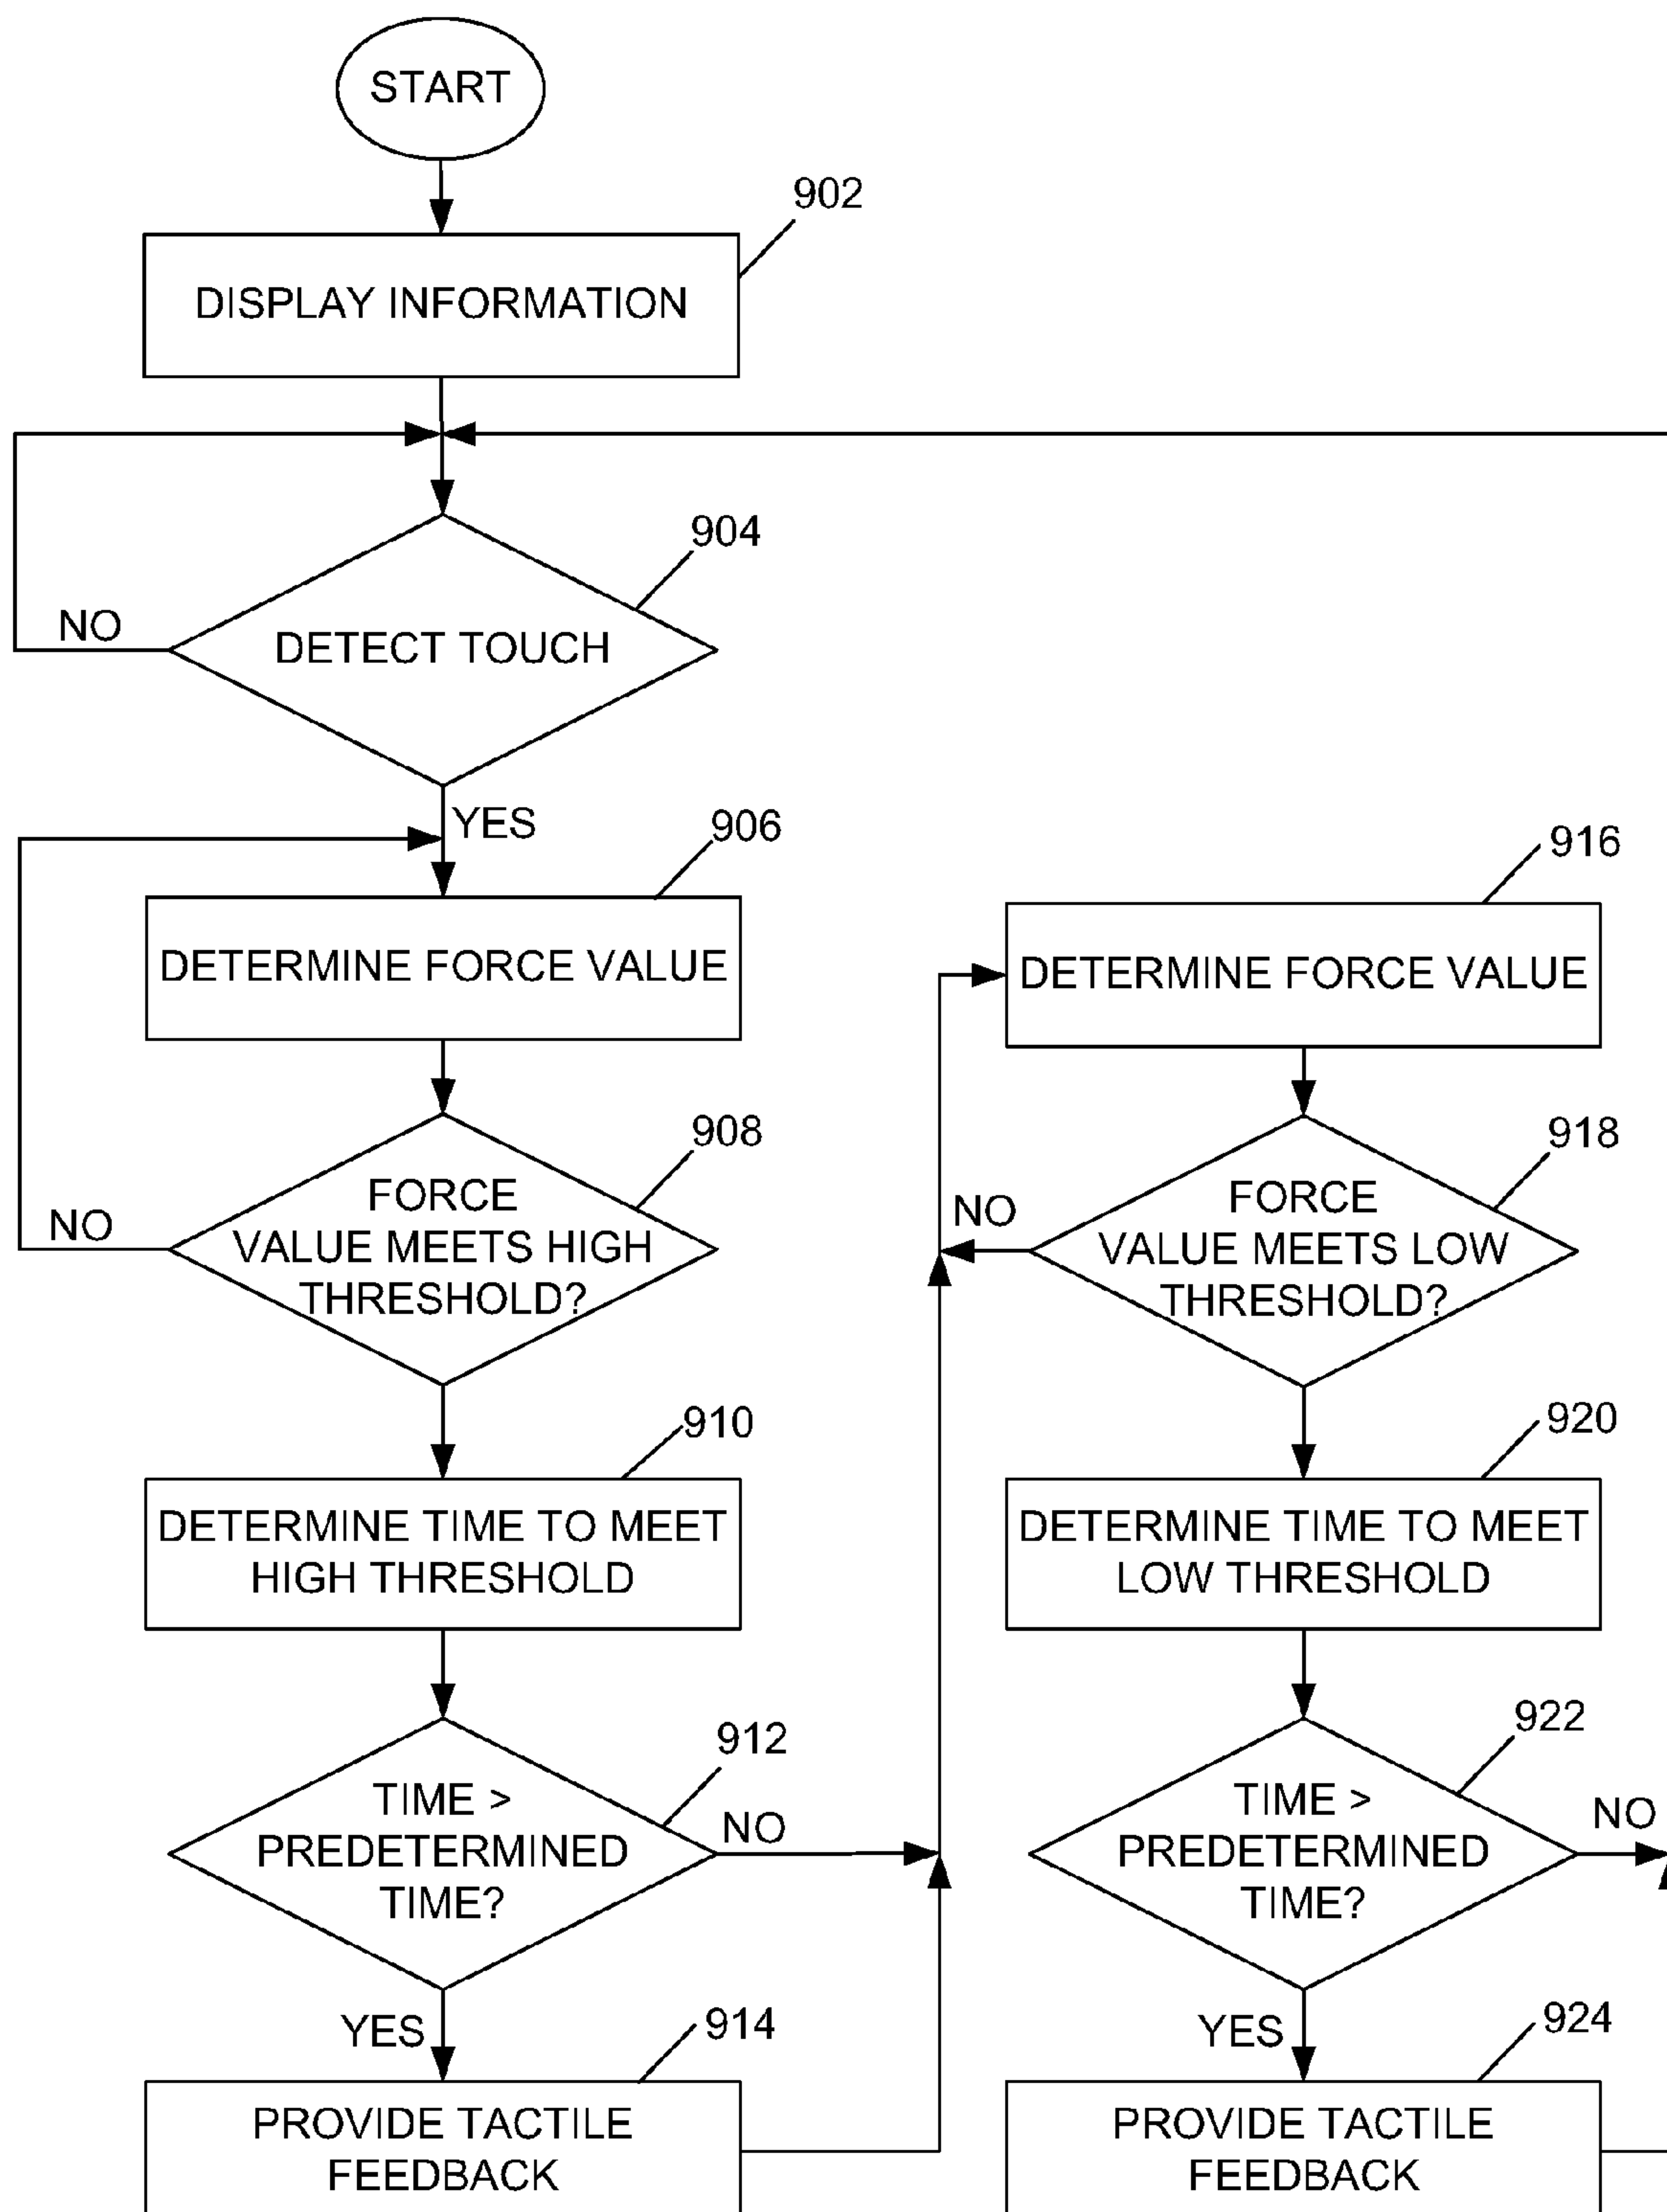 START
902
DISPLAY INFORMATION
904
NO
DETECT TOUCH
YES
906
DETERMINE FORCE VALUE
908
NO
FORCE
VALUE MEETS HIGH
THRESHOLD?
910
DETERMINE TIME TO MEET
HIGH THRESHOLD
912
TIME >
PREDETERMINED
TIME?
NO
YES
914
PROVIDE TACTILE
FEEDBACK
916
DETERMINE FORCE VALUE
918
NO
FORCE
VALUE MEETS LOW
THRESHOLD?
920
DETERMINE TIME TO MEET
LOW THRESHOLD
922
TIME >
PREDETERMINED
TIME?
NO
YES
924
PROVIDE TACTILE
FEEDBACK